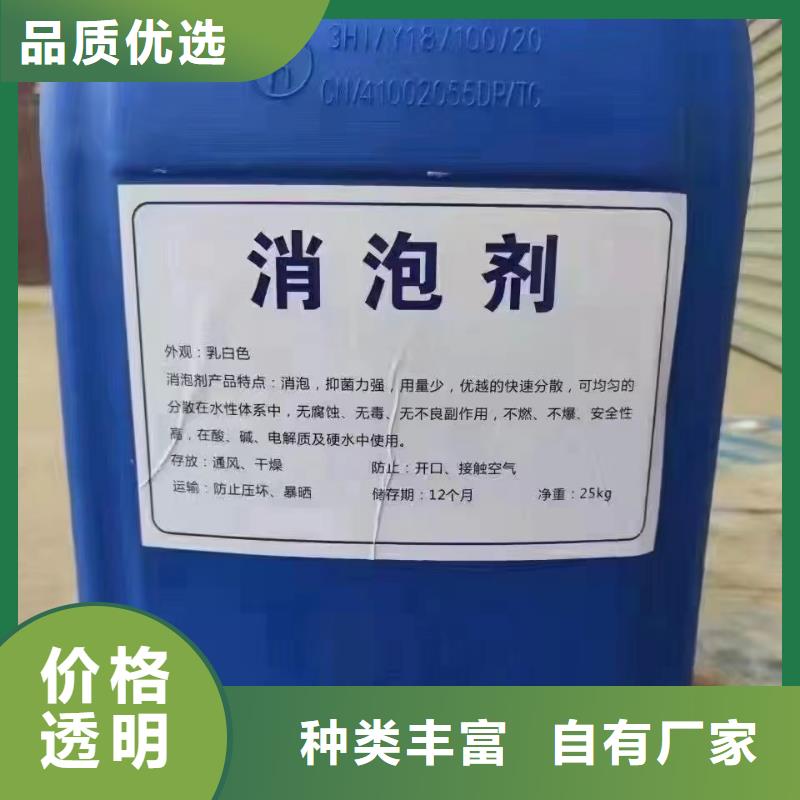 品质优选
3H1/Y18/100/20
n
CN/41002055DP/TC
消泡剂
外观：乳白色
消泡剂产品特点：消泡，抑菌力强，用量少，优越的快速分散，可均匀的
分散在水性体系中，无腐蚀、无毒、无不良副作用，不燃、不爆、安全性
高，在酸、碱、电解质及硬水中使用。
存放：通风、干燥 防止：开口、接触空气
运输：防止压坏、暴晒 储存期：12个月 净重：25kg
价格
透明
种类丰富 自有厂家